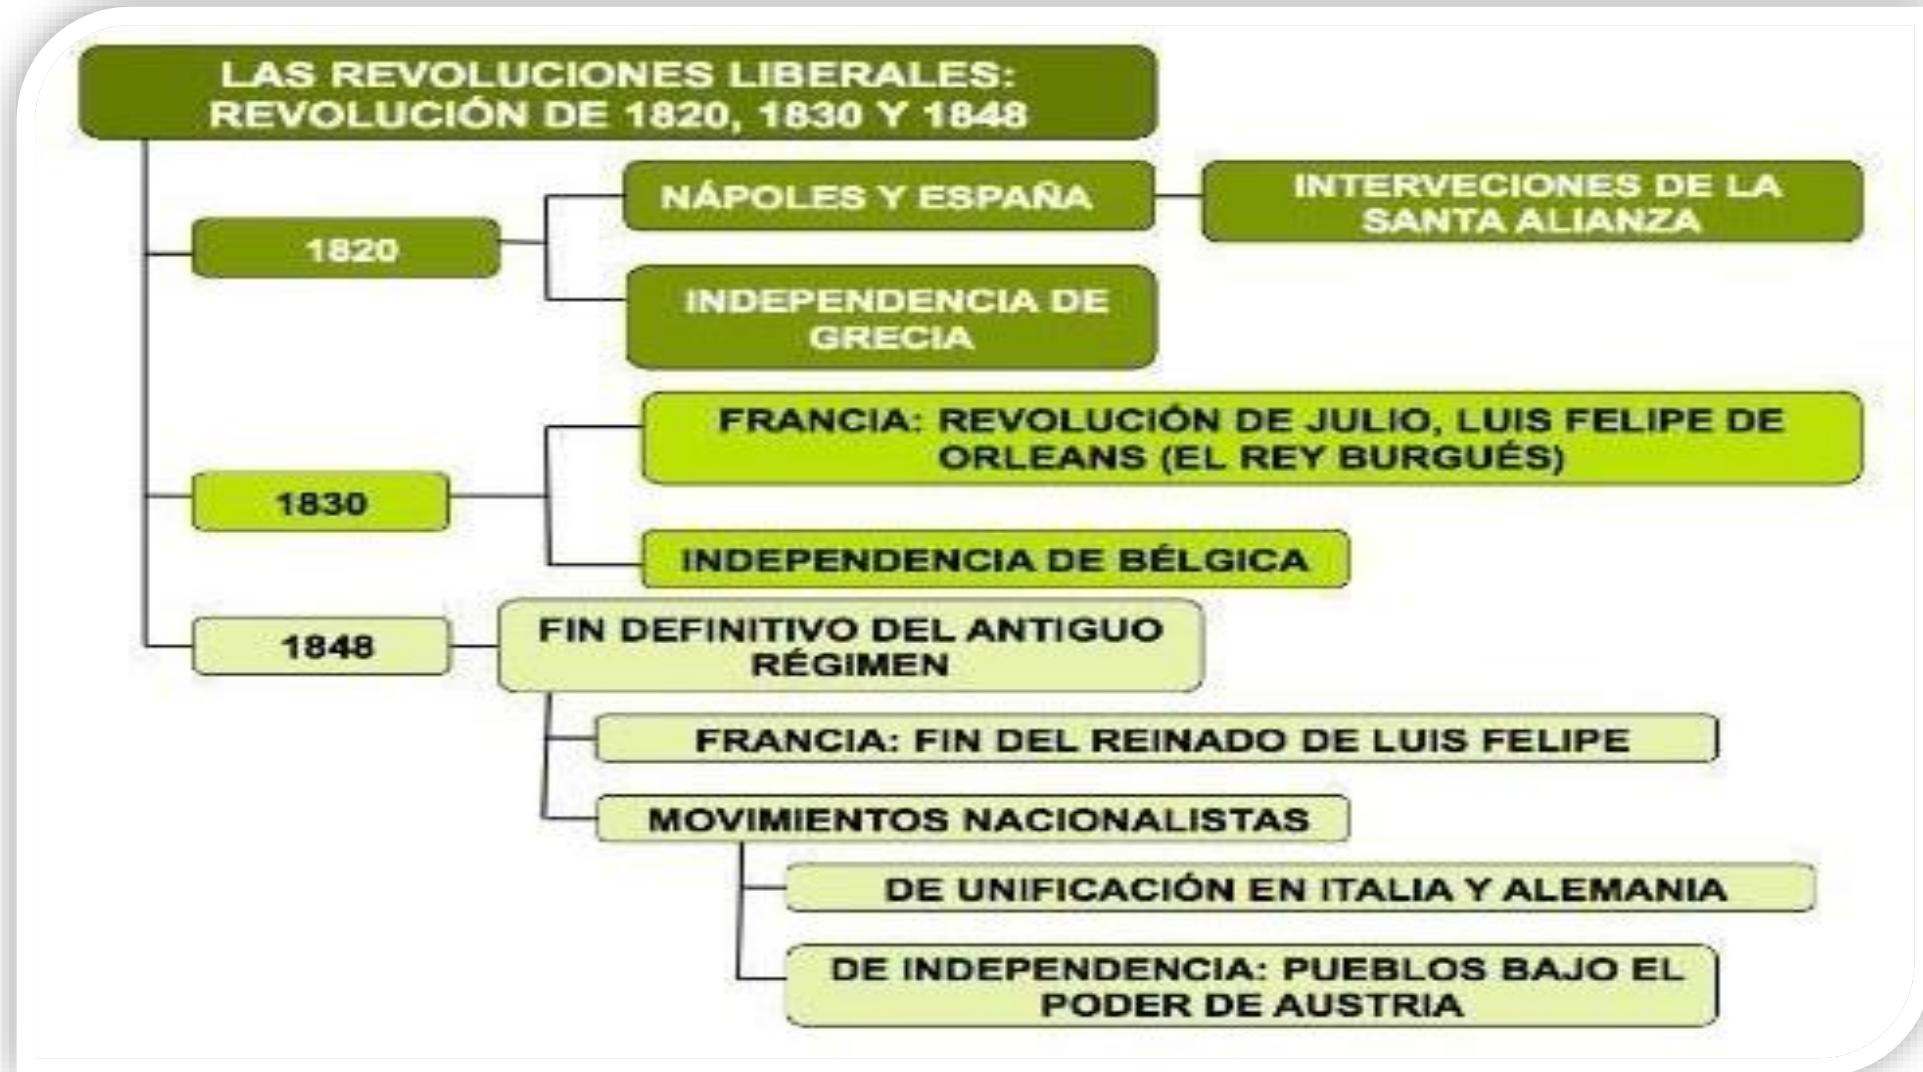 LAS REVOLUCIONES LIBERALES:
REVOLUCIÓN DE 1820, 1830 Y 1848
1820
NÁPOLES Y ESPAÑA
INTERVECIONES DE LA
SANTA ALIANZA
INDEPENDENCIA DE
GRECIA
1830
FRANCIA: REVOLUCIÓN DE JULIO, LUIS FELIPE DE
ORLEANS (EL REY BURGUÉS)
INDEPENDENCIA DE BÉLGICA
1848
FIN DEFINITIVO DEL ANTIGUO
RÉGIMEN
FRANCIA: FIN DEL REINADO DE LUIS FELIPE
MOVIMIENTOS NACIONALISTAS
DE UNIFICACIÓN EN ITALIA Y ALEMANIA
DE INDEPENDENCIA: PUEBLOS BAJO EL
PODER DE AUSTRIA